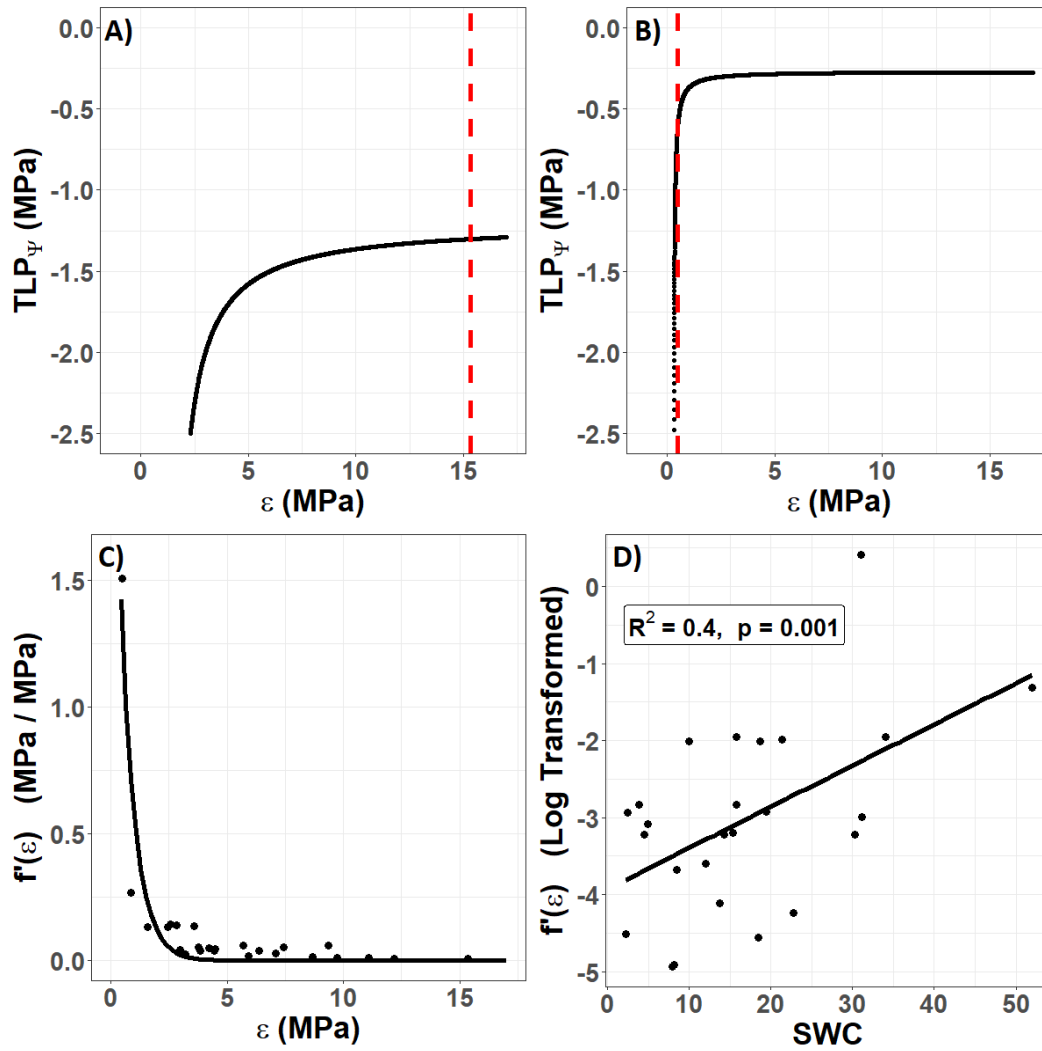 A)
0.0
-0.5
-1.0
-1.5
-2.0
-2.5
TLPΨ (MPa)
0 5 10 15
ε (MPa)
B)
0.0
-0.5
-1.0
-1.5
-2.0
-2.5
TLPΨ (MPa)
0 5 10 15
ε (MPa)
C)
1.5
1.0
0.5
0.0
f'(ε) (MPa / MPa)
0 5 10 15
ε (MPa)
D)
R² = 0.4, p = 0.001
0
-1
-2
-3
-4
-5
f'(ε) (Log Transformed)
0 10 20 30 40 50
SWC